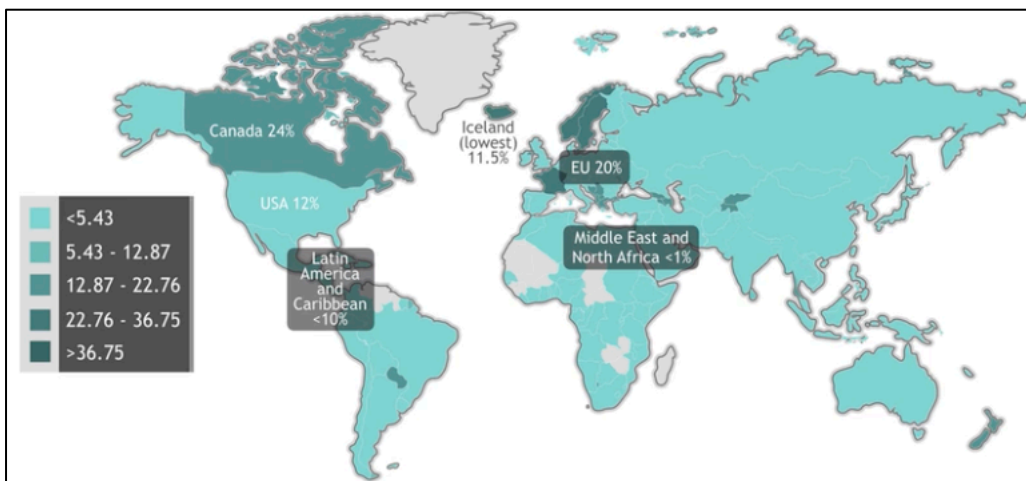 Canada 24%
Iceland
(lowest)
11.5%
EU 20%
USA 12%
<5.43
5.43 - 12.87
12.87 - 22.76
22.76 - 36.75
>36.75
Latin
America
and
Caribbean
<10%
Middle East and
North Africa <1%